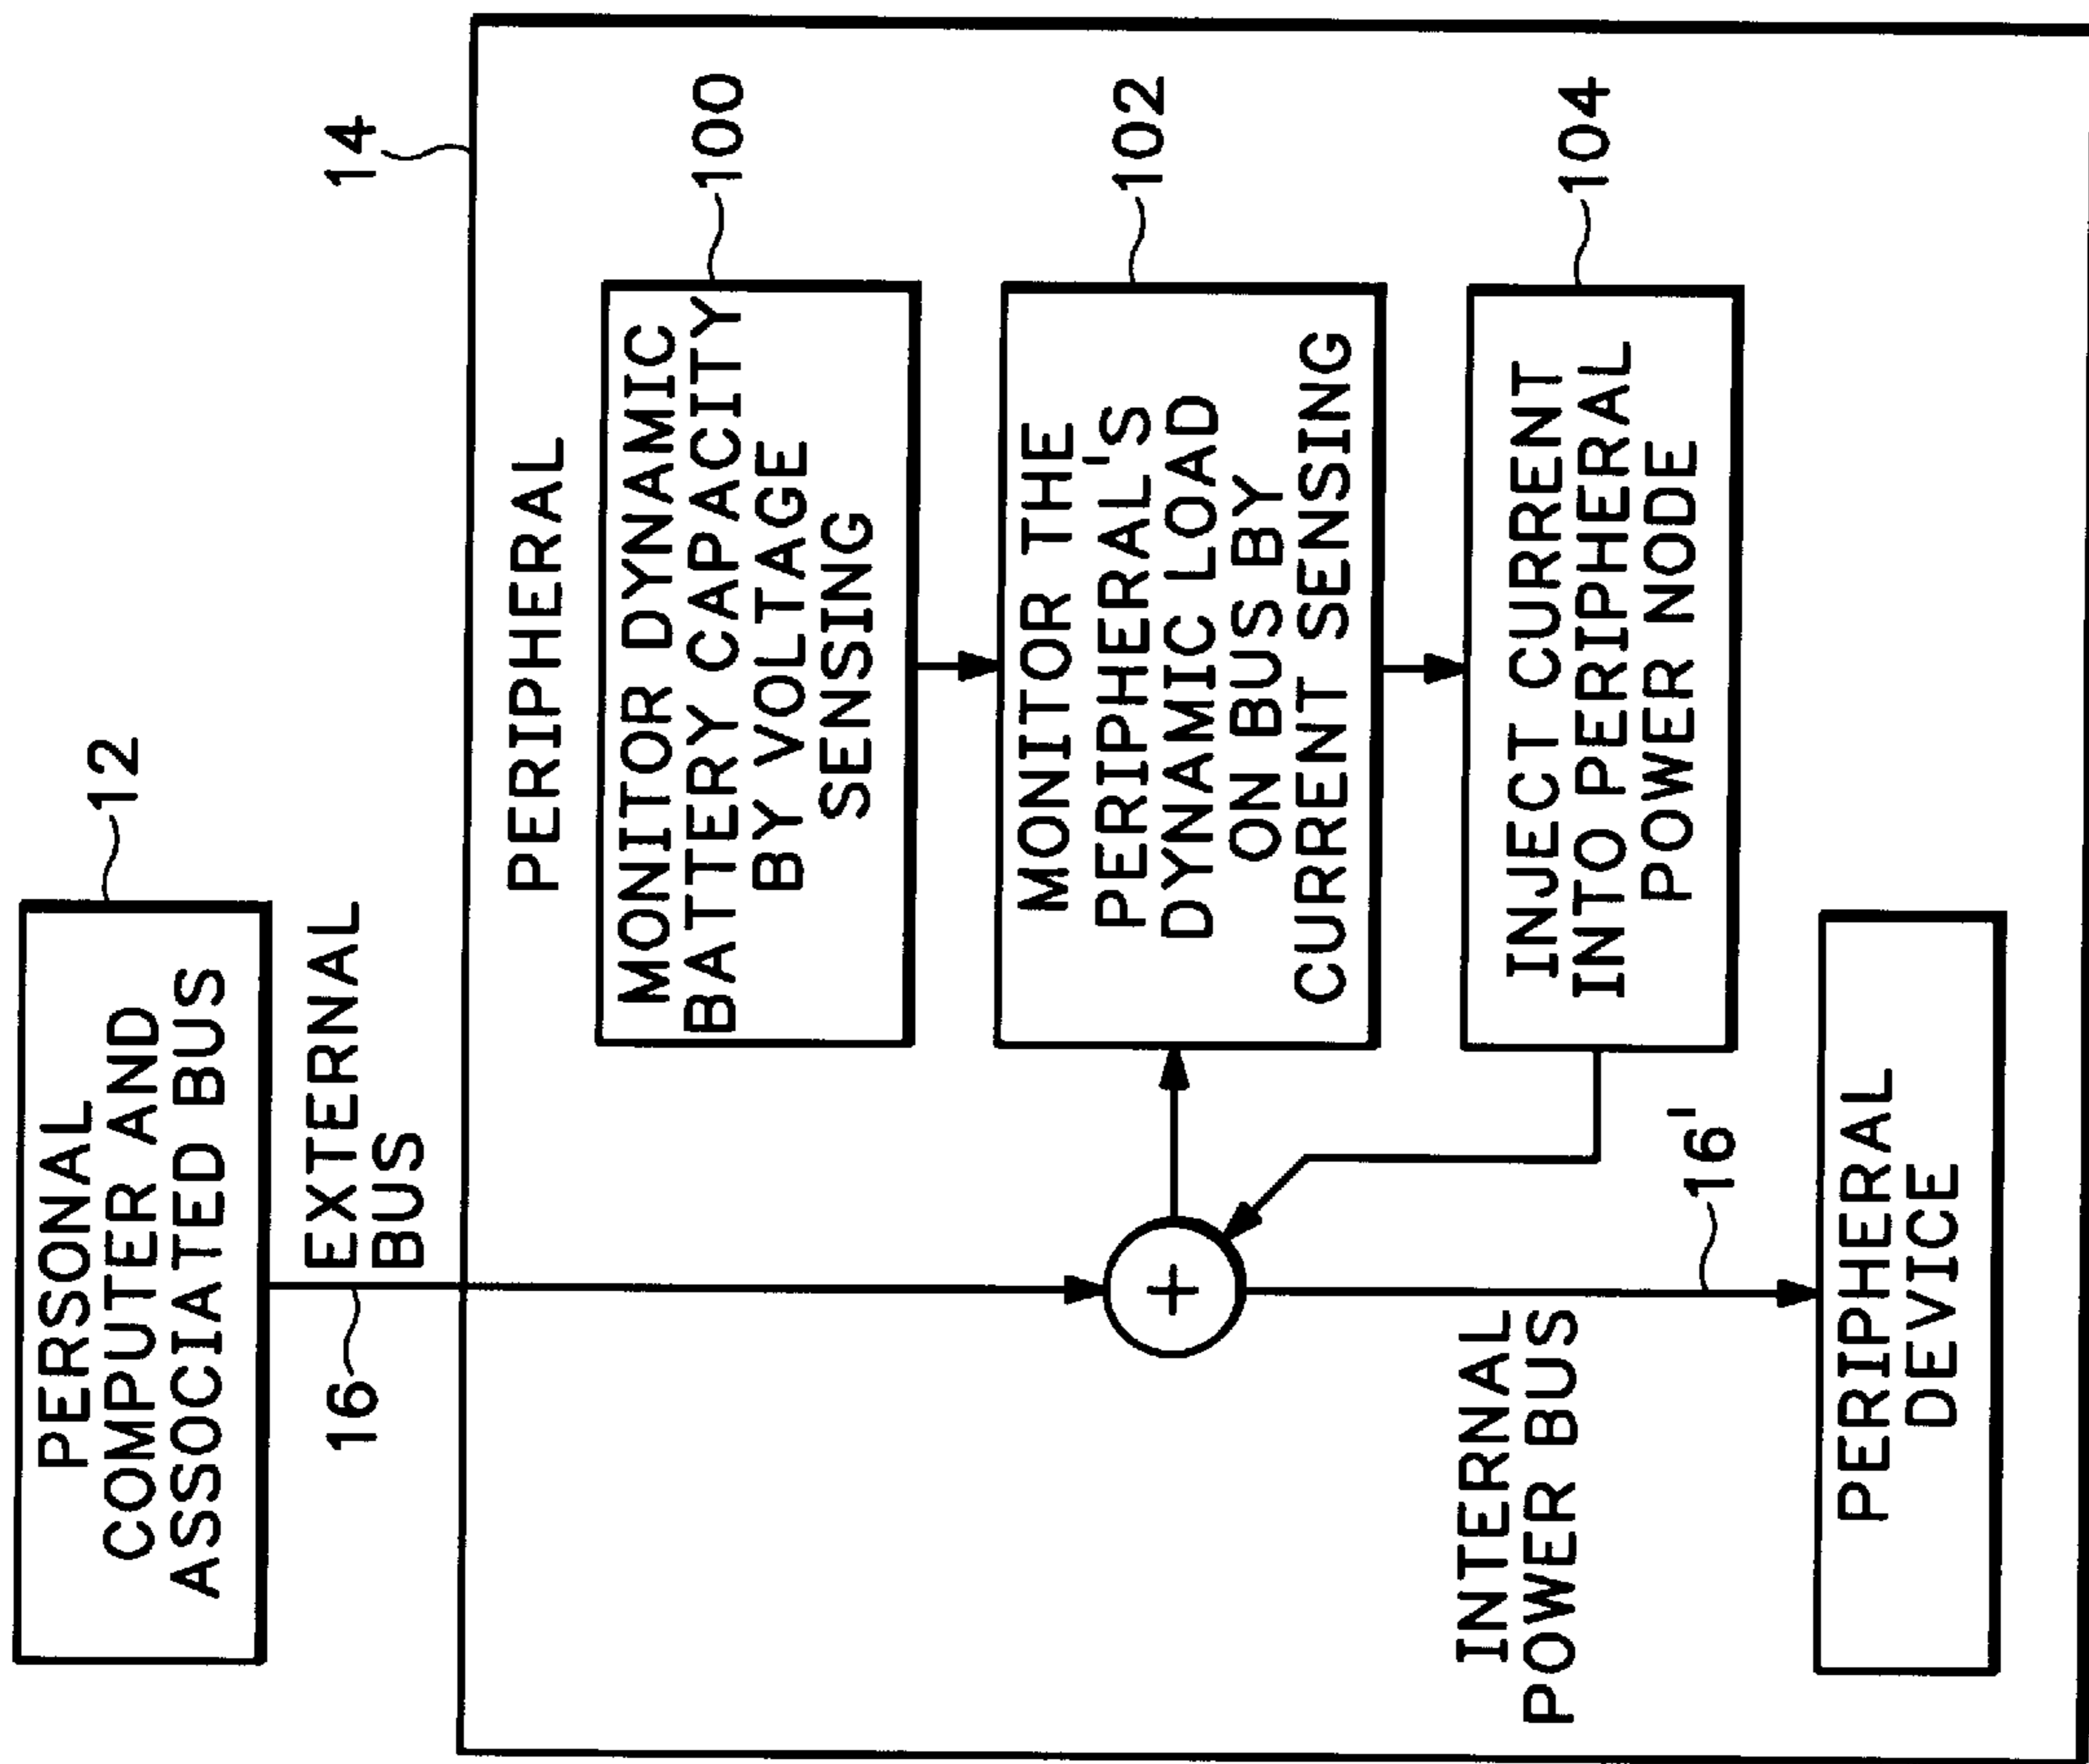 12
PERSONAL
COMPUTER AND
ASSOCIATED BUS
EXTERNAL
BUS
16
14
PERIPHERAL
100
MONITOR DYNAMIC
BATTERY CAPACITY
BY VOLTAGE
SENSING
102
MONITOR THE
PERIPHERAL'S
DYNAMIC LOAD
ON BUS BY
CURRENT SENSING
104
INJECT CURRENT
INTO PERIPHERAL
POWER NODE
+
INTERNAL
POWER BUS
16'
PERIPHERAL
DEVICE